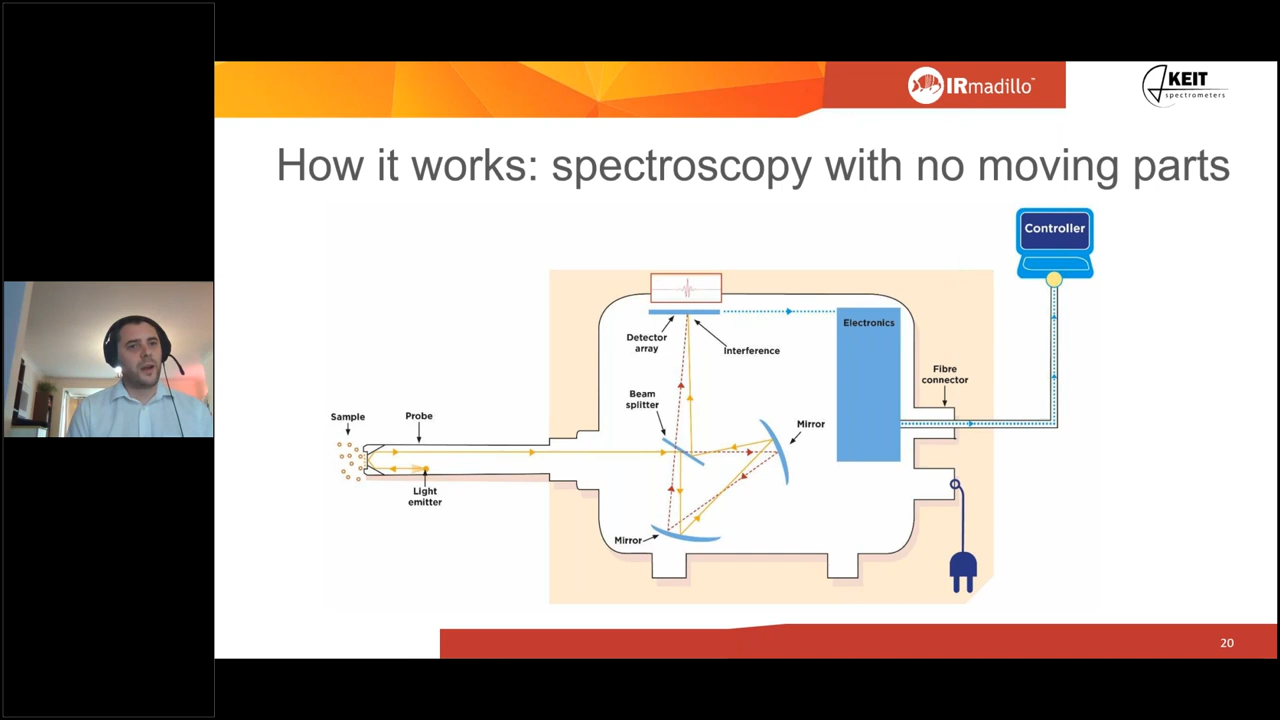 IRmadillo™
KEIT
spectrometers
How it works: spectroscopy with no moving parts
Controller
Electronics
Detector
array
Interference
Fibre
connector
Beam
splitter
Mirror
Sample
Probe
Light
emitter
Mirror
20